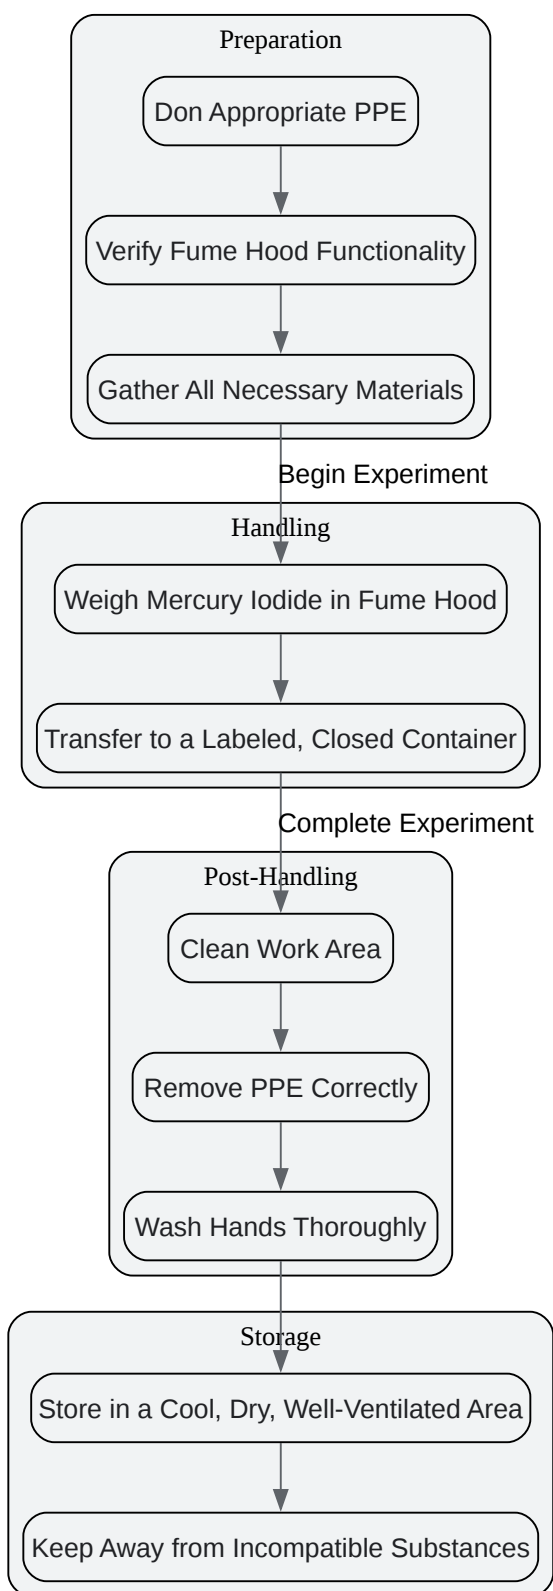 Preparation
Don Appropriate PPE
Verify Fume Hood Functionality
Gather All Necessary Materials
Begin Experiment
Handling
Weigh Mercury Iodide in Fume Hood
Transfer to a Labeled, Closed Container
Complete Experiment
Post-Handling
Clean Work Area
Remove PPE Correctly
Wash Hands Thoroughly
Storage
Store in a Cool, Dry, Well-Ventilated Area
Keep Away from Incompatible Substances